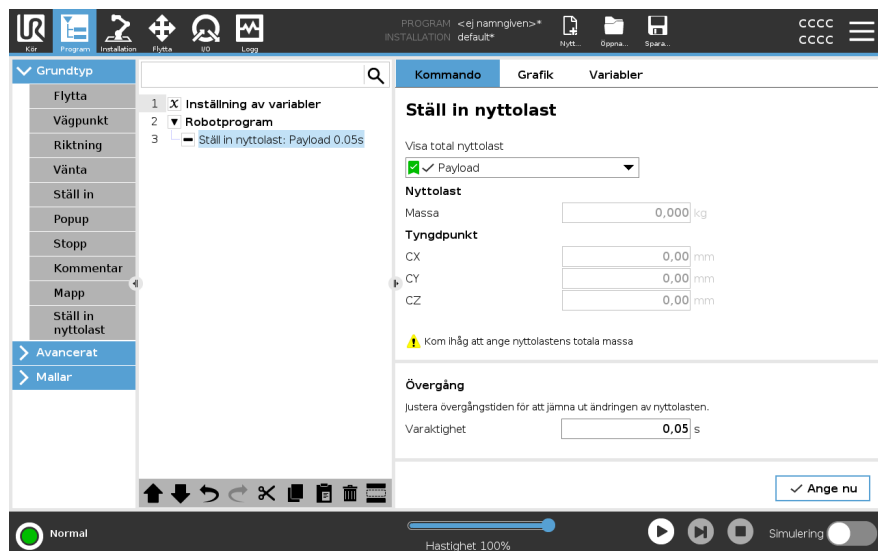 PROGRAM <ej namngiven>*
INSTALLATION default*
CCCC
CCCC
UR
Kör
Program
Installation
Flytta
I/O
Logg
Nytt...
Öppna...
Spara...
Grundtyp
Flytta
Vägpunkt
Riktning
Vänta
Ställ in
Popup
Stopp
Kommentar
Mapp
Ställ in
nyttolast
Avancerat
Mallar
1 X Inställning av variabler
2 Robotprogram
3 Ställ in nyttolast: Payload 0.05s
Kommando Grafik Variabler
Ställ in nyttolast
Visa total nyttolast
Payload
Nyttolast
Massa 0,000 kg
Tyngdpunkt
CX 0,00 mm
CY 0,00 mm
CZ 0,00 mm
Kom ihåg att ange nyttolastens totala massa
Övergång
Justera övergångstiden för att jämna ut ändringen av nyttolasten.
Varaktighet 0,05 s
Ange nu
Normal
Hastighet 100%
Simulering